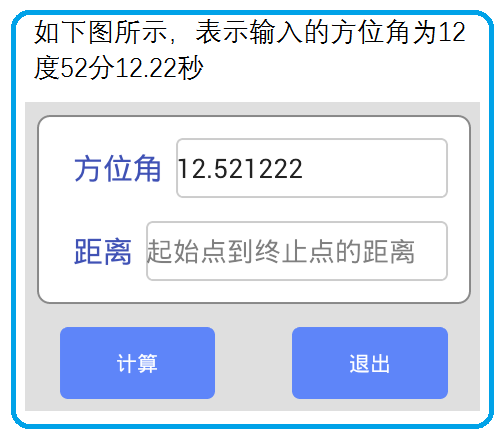 如下图所示，表示输入的方位角为12
度52分12.22秒
方位角 12.521222
距离 起始点到终止点的距离
计算 退出